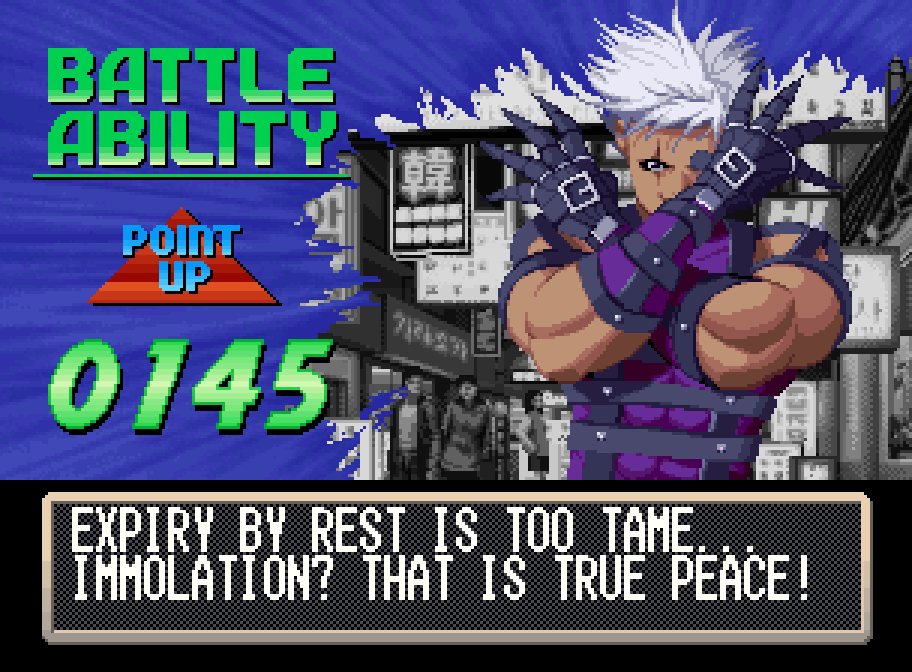 BATTLE
ABILITY
POINT
UP
0145
韓
EXPIRY BY REST IS TOO TAME...
IMMOLATION? THAT IS TRUE PEACE!